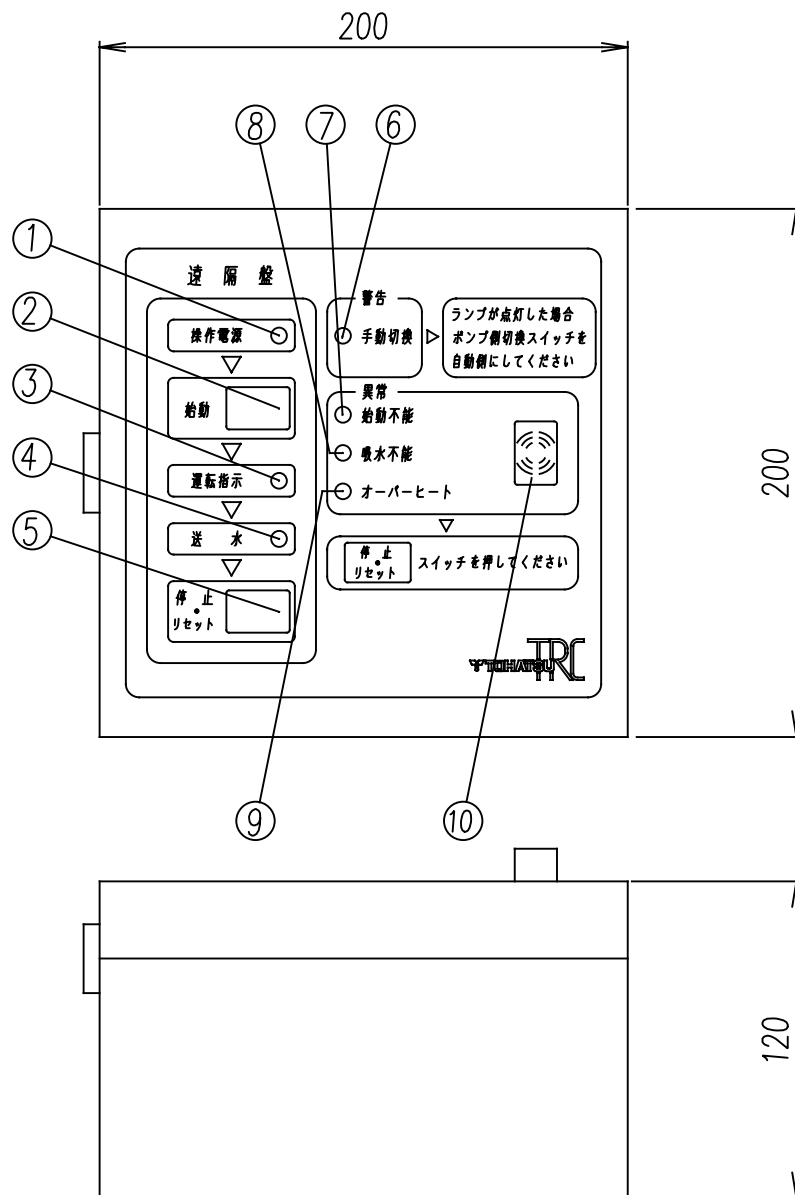 200
⑧ ⑦ ⑥
①
②
③
④
⑤
遠隔盤
操作電源
始動
運転指示
送水
停止
・
リセット
警告
手動切換
ランプが点灯した場合
ポンプ側切換スイッチを
自動側にしてください
異常
始動不能
吸水不能
オーバーヒート
停止
・
リセット
スイッチを押してください
TOHATSU TRC
200
⑨ ⑩
120